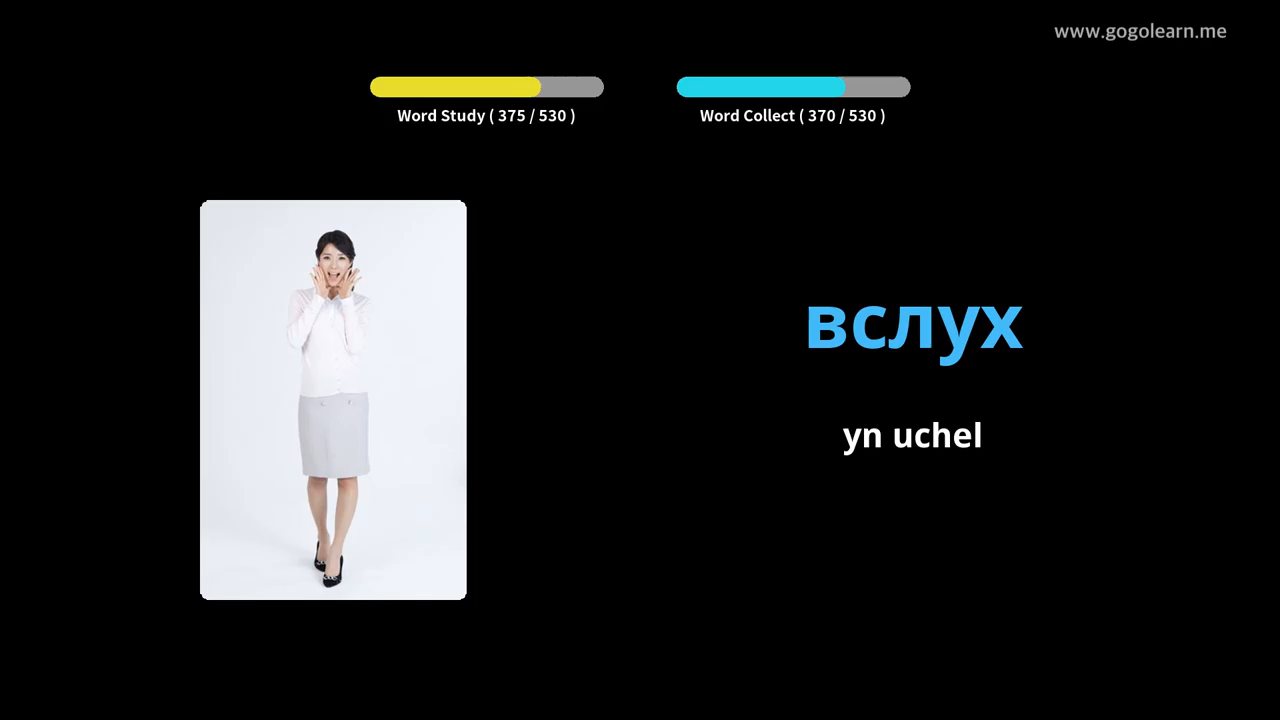 www.gogolearn.me
Word Study ( 375 / 530 )
Word Collect ( 370 / 530 )
вслух
yn uchel